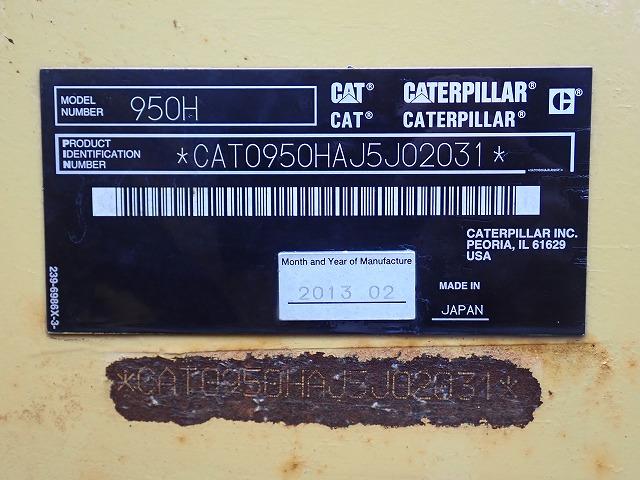 MODEL NUMBER 950H
CAT® CATERPILLAR®
CAT® CATERPILLAR®
PRODUCT IDENTIFICATION NUMBER *CAT0950HAJ5J02031*
CATERPILLAR INC.
PEORIA, IL 61629
USA
Month and Year of Manufacture
2013 02
MADE IN
JAPAN
239-6986X-3
*CAT0950HAJ5J02031*